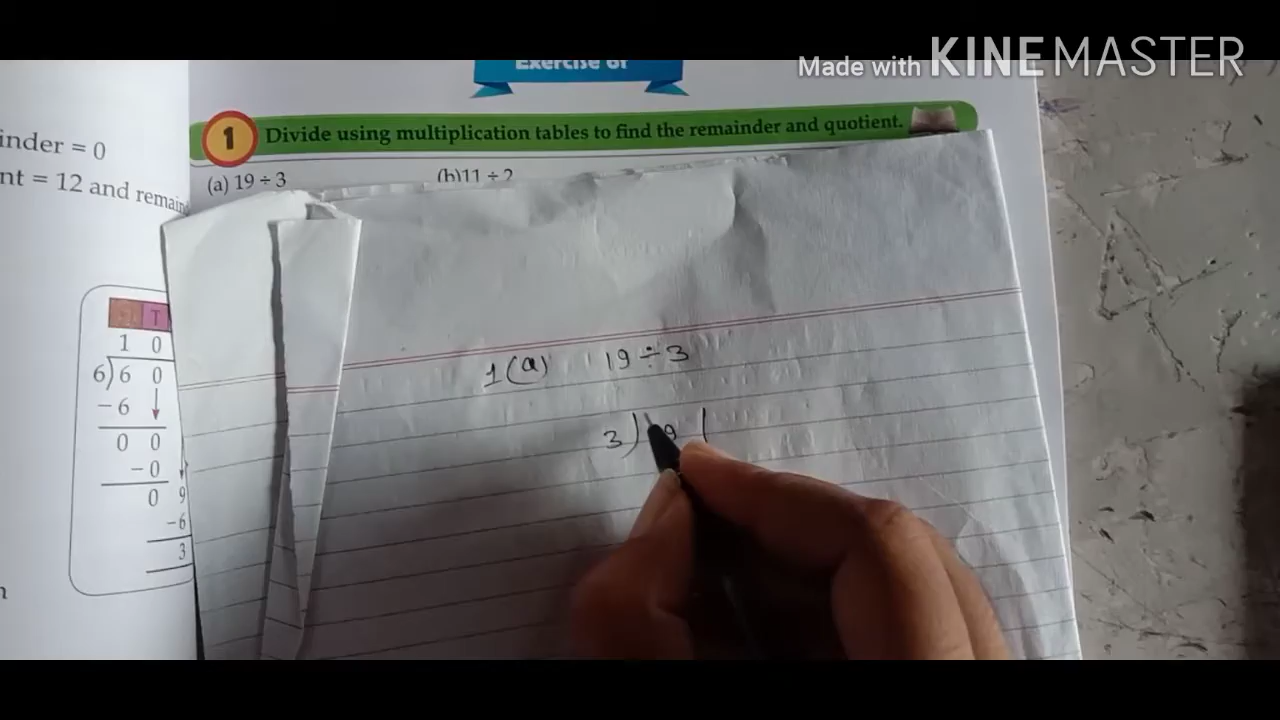 Made with KINEMASTER
Exercise 61
1 Divide using multiplication tables to find the remainder and quotient.
(a) 19 ÷ 3
(b)11 ÷ 2
inder = 0
nt = 12 and remain
T
1 0
6)6 0
-6
0 0
-0
0 9
-6
3
1(a) 19÷3
3) 9 (